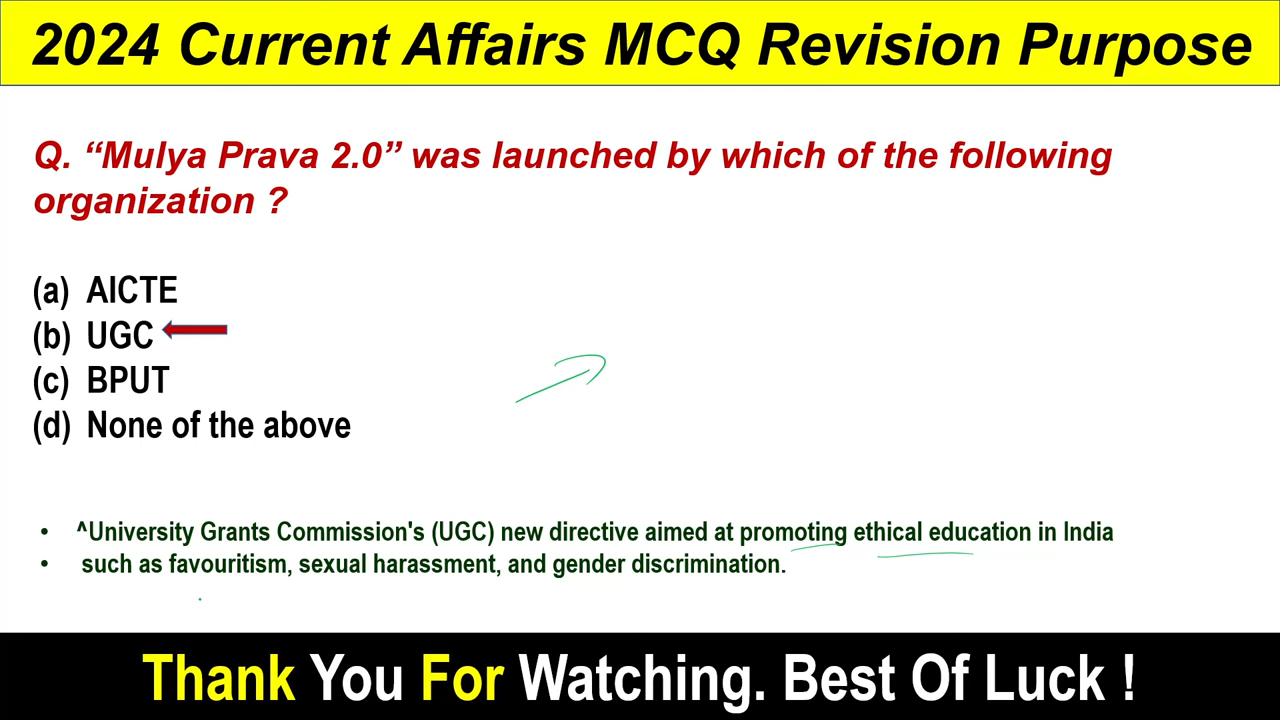 2024 Current Affairs MCQ Revision Purpose
Q. “Mulya Prava 2.0” was launched by which of the following
organization ?
(a) AICTE
(b) UGC
(c) BPUT
(d) None of the above
• ^University Grants Commission's (UGC) new directive aimed at promoting ethical education in India
• such as favouritism, sexual harassment, and gender discrimination.
Thank You For Watching. Best Of Luck !